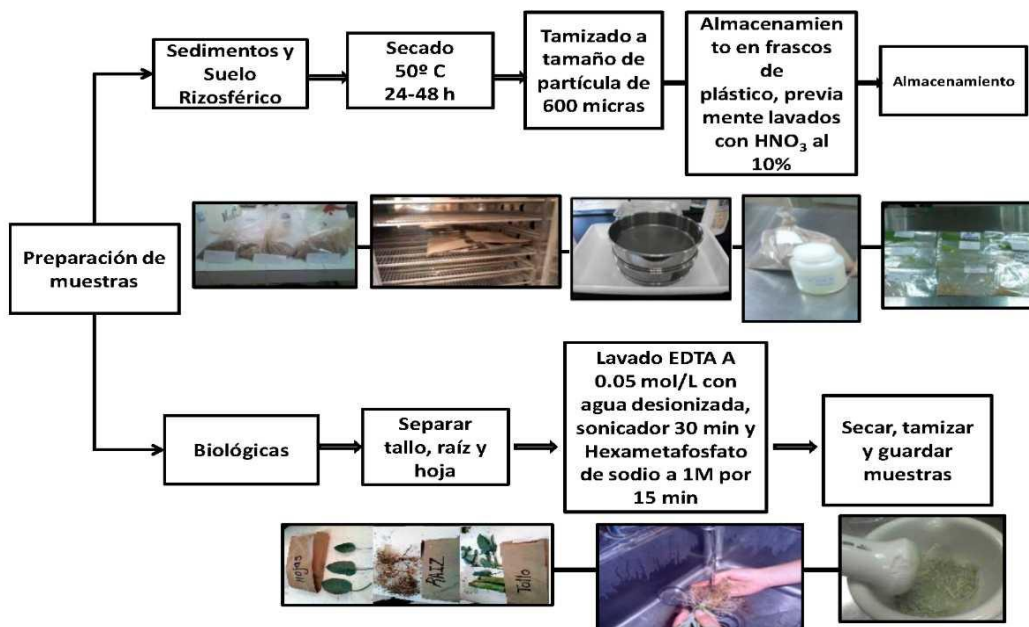 Sedimentos y
Suelo
Rizosférico
Secado
50º C
24-48 h
Tamizado a
tamaño de
partícula de
600 micras
Almacenamien
to en frascos
de
plástico, previa
mente lavados
con HNO3 al
10%
Almacenamiento
Preparación de
muestras
Biológicas
Separar
tallo, raíz y
hoja
Lavado EDTA A
0.05 mol/L con
agua desionizada,
sonicador 30 min y
Hexametafosfato
de sodio a 1M por
15 min
Secar, tamizar
y guardar
muestras
Hojas
RAIZ
Tallo